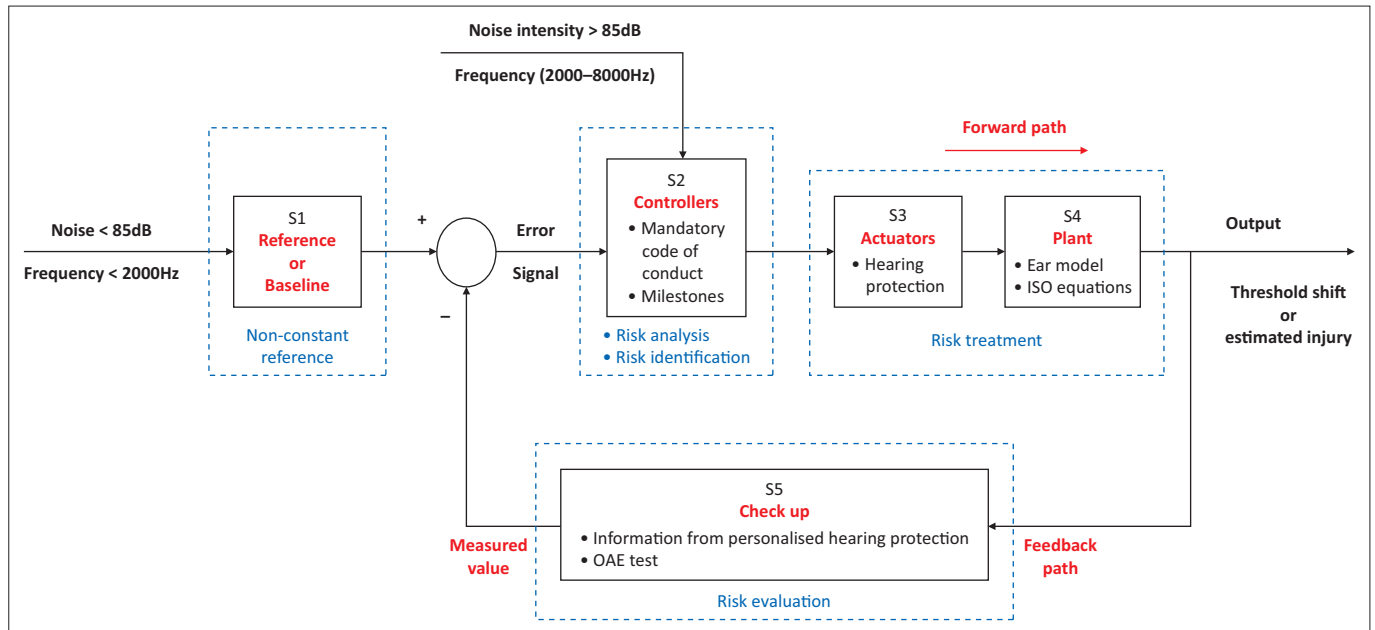 Noise intensity > 85dB
Frequency (2000–8000Hz)
Forward path
Noise < 85dB
Frequency < 2000Hz
S1
Reference
or
Baseline
Non-constant
reference
+
–
Error
Signal
S2
Controllers
• Mandatory
code of
conduct
• Milestones
• Risk analysis
• Risk identification
S3
Actuators
• Hearing
protection
S4
Plant
• Ear model
• ISO equations
Risk treatment
Output
Threshold shift
or
estimated injury
S5
Check up
• Information from personalised hearing protection
• OAE test
Measured
value
Feedback
path
Risk evaluation